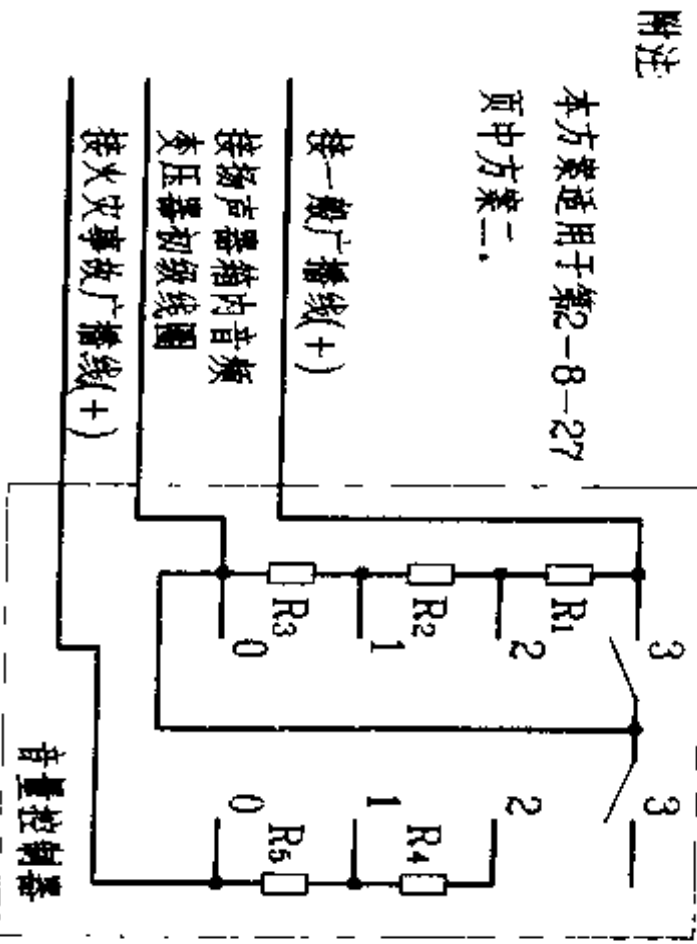 附注
本方案适用于第2-8-27
页中方案二.
接一般广播线(+)
接扬声器箱内音频
变压器初级线圈
接火灾事故广播线(+)
3
2
1
0
R1
R2
R3
3
2
1
0
R4
R5
音量控制器